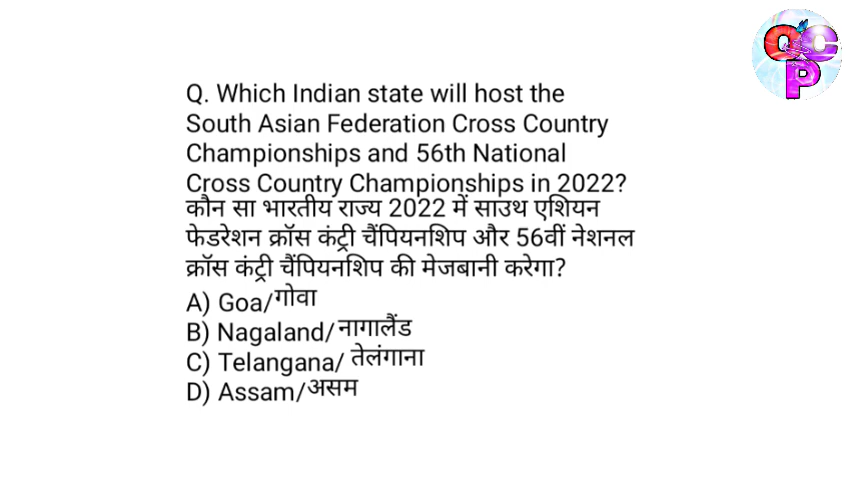 QCP
Q. Which Indian state will host the
South Asian Federation Cross Country
Championships and 56th National
Cross Country Championships in 2022?
कौन सा भारतीय राज्य 2022 में साउथ एशियन
फेडरेशन क्रॉस कंट्री चैंपियनशिप और 56वीं नेशनल
क्रॉस कंट्री चैंपियनशिप की मेजबानी करेगा?
A) Goa/गोवा
B) Nagaland/नागालैंड
C) Telangana/ तेलंगाना
D) Assam/असम